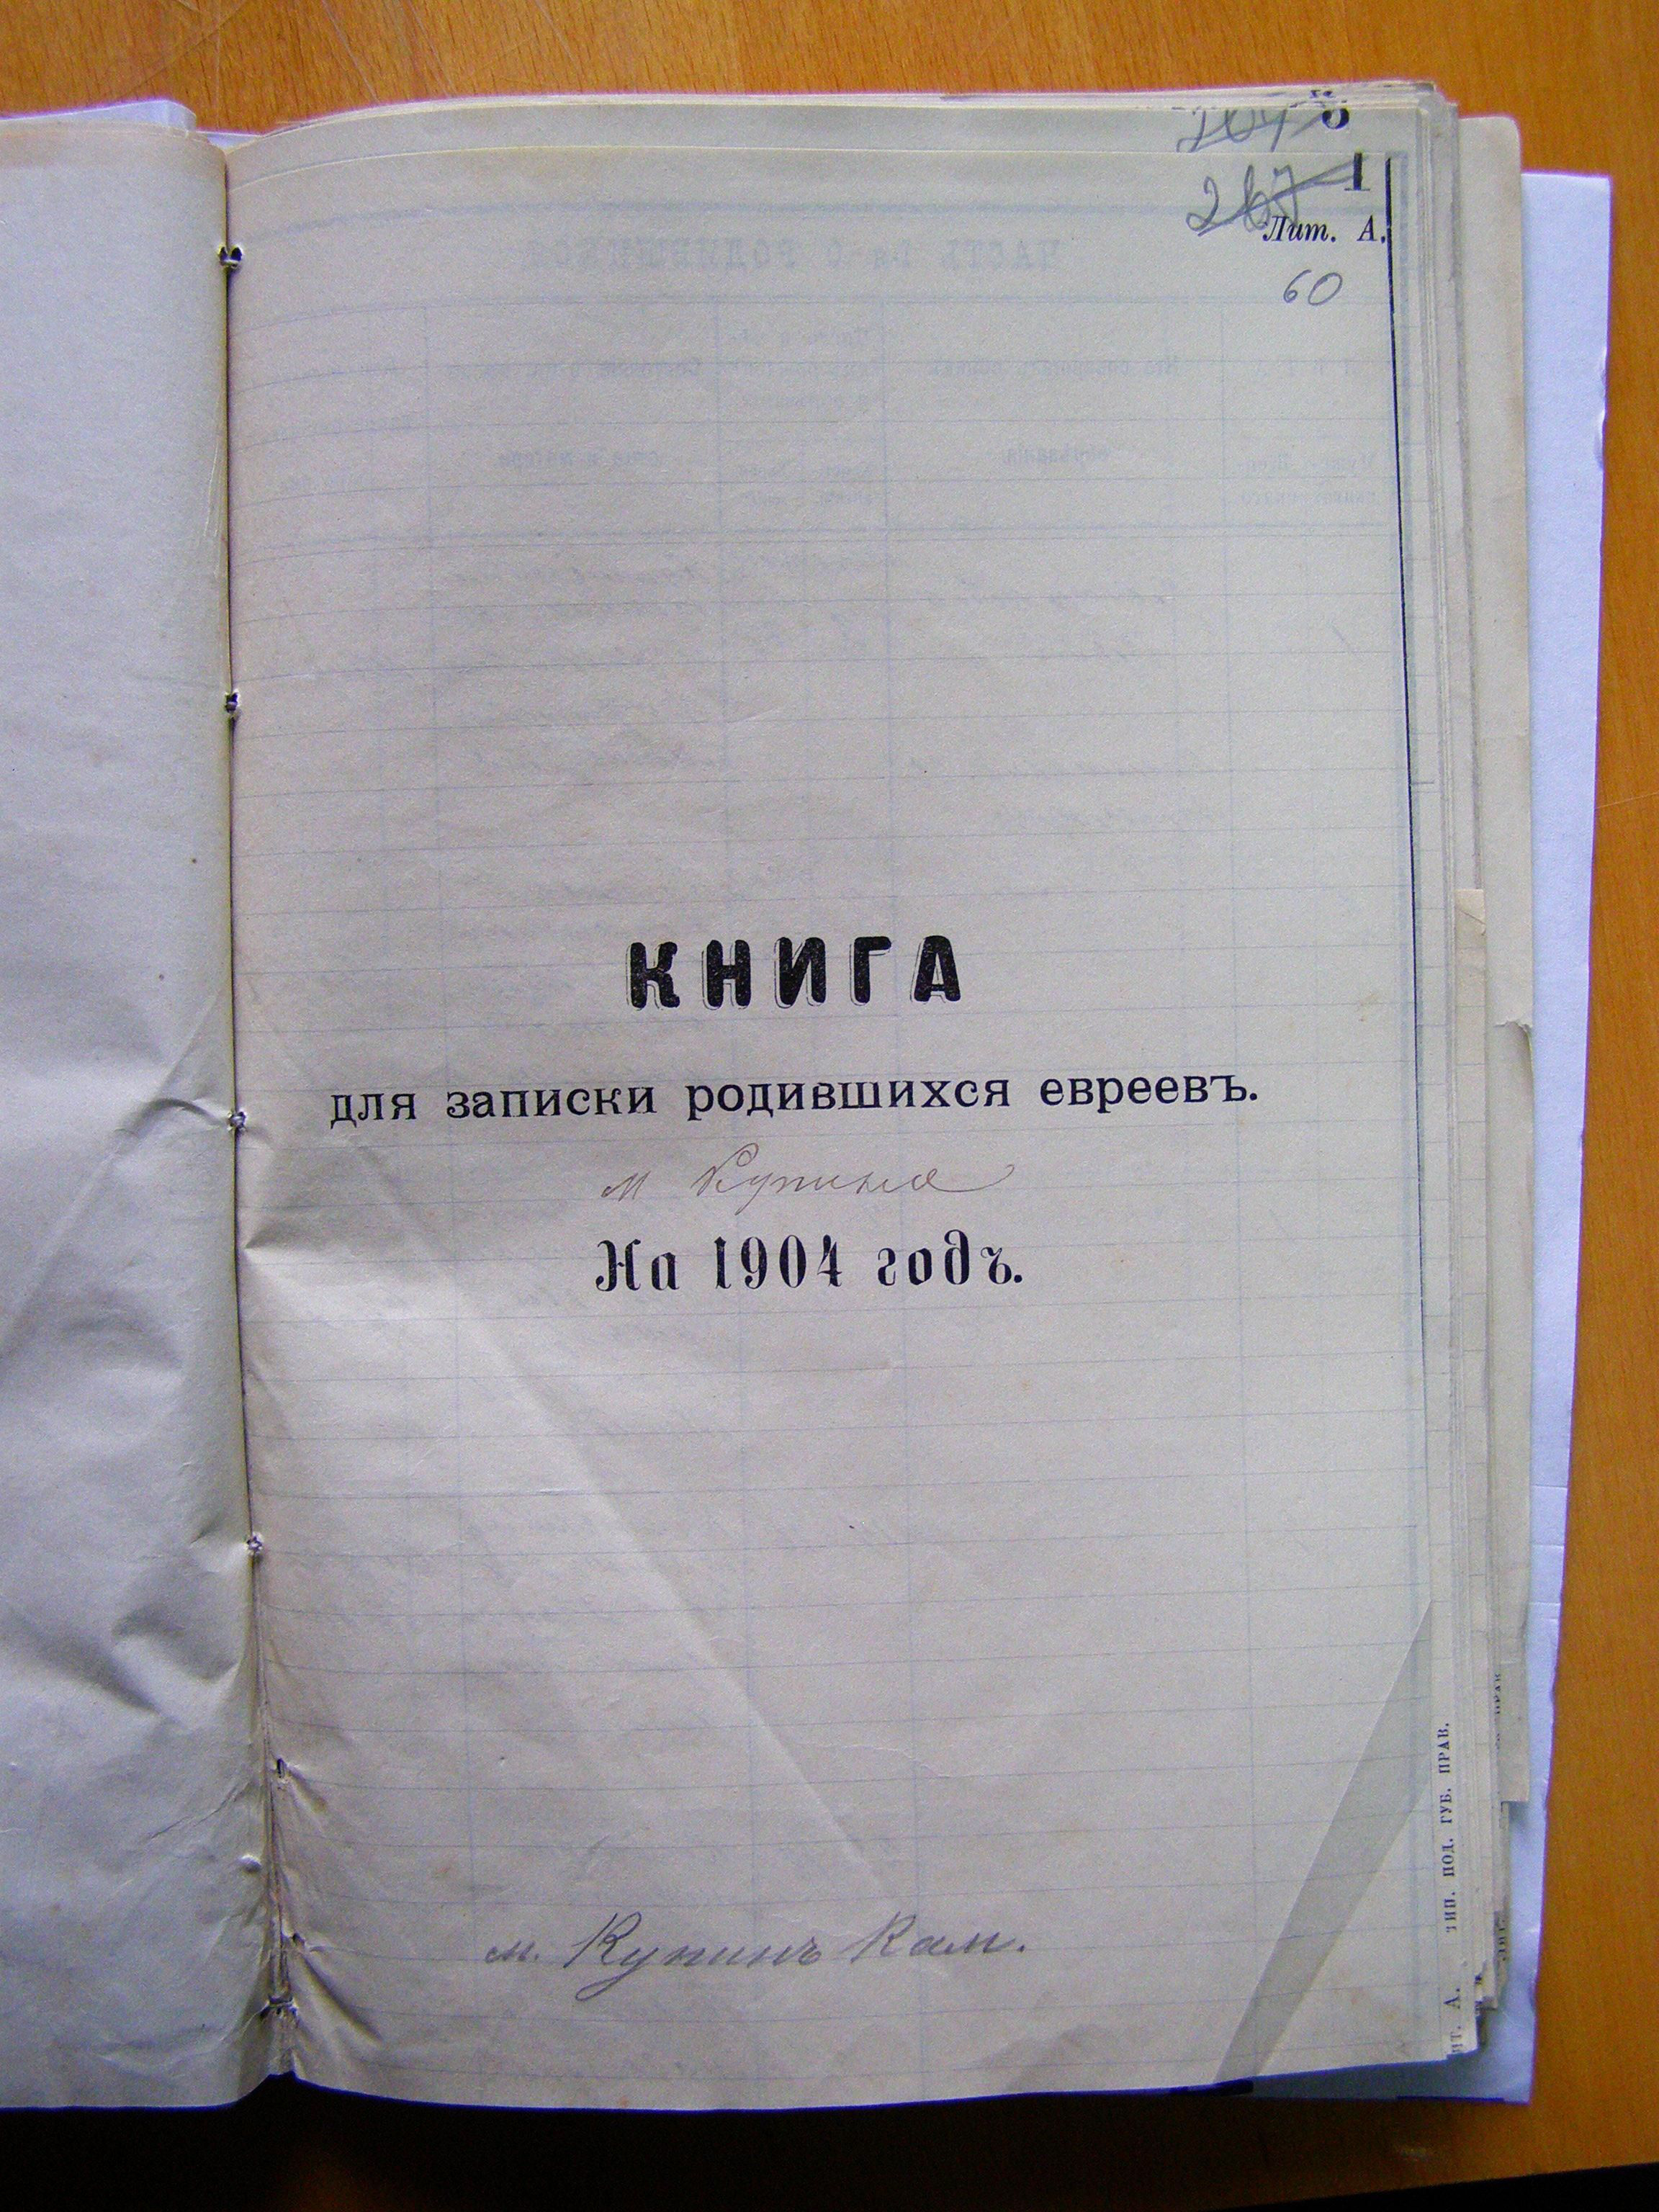 1
Лит. А.
60
КНИГА
для записки родившихся евреевъ.
м Купина
На 1904 годъ.
м. Купинъ Кам.
ТИП. ПОД. ГУБ. ПРАВ.